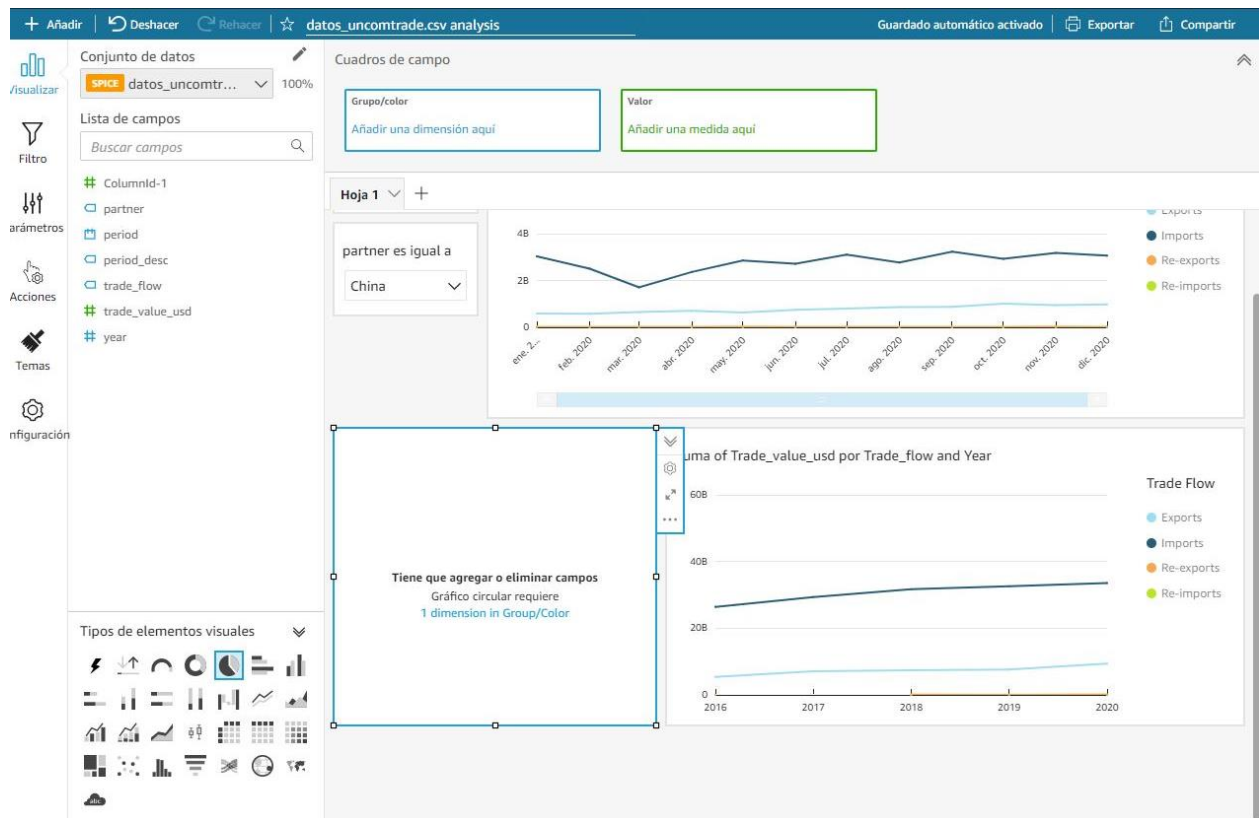 + Añadir Deshacer Rehacer datos_uncomtrade.csv analysis Guardado automático activado Exportar Compartir
Visualizar
Filtro
arámetros
Acciones
Temas
nfiguración
Conjunto de datos
SPICE datos_uncomtr... 100%
Lista de campos
Buscar campos
# ColumnId-1
partner
period
period_desc
trade_flow
# trade_value_usd
# year
Tipos de elementos visuales
abc
Cuadros de campo
Grupo/color
Añadir una dimensión aquí
Valor
Añadir una medida aquí
Hoja 1 +
partner es igual a
China
4B
2B
0
ene. 2... feb. 2020 mar. 2020 abr. 2020 may. 2020 jun. 2020 jul. 2020 ago. 2020 sep. 2020 oct. 2020 nov. 2020 dic. 2020
Exports
Imports
Re-exports
Re-imports
Tiene que agregar o eliminar campos
Gráfico circular requiere
1 dimension in Group/Color
uma of Trade_value_usd por Trade_flow and Year
60B
40B
20B
0
2016 2017 2018 2019 2020
Trade Flow
Exports
Imports
Re-exports
Re-imports